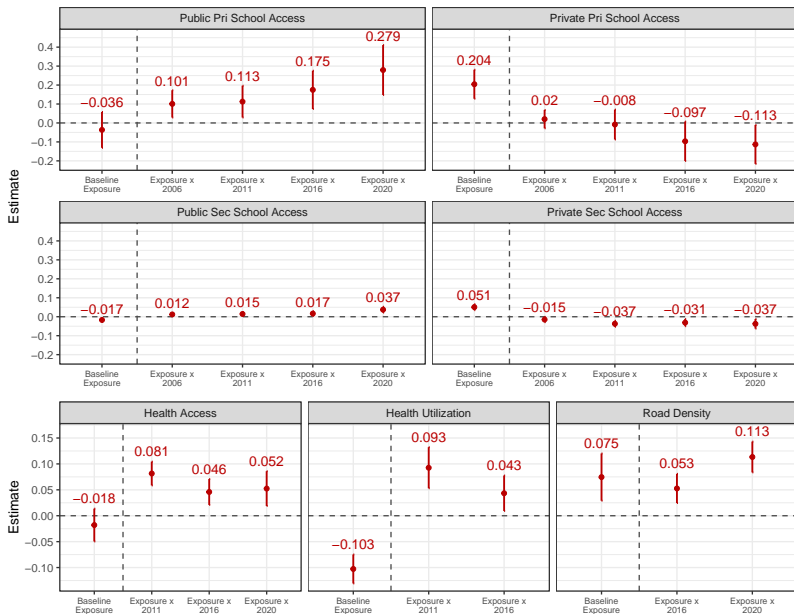 Public Pri School Access
Private Pri School Access
0.4
0.3
0.2
0.1
0.0
−0.1
−0.2
−0.036
0.101
0.113
0.175
0.279
0.204
0.02
−0.008
−0.097
−0.113
Baseline
Exposure
Exposure x
2006
Exposure x
2011
Exposure x
2016
Exposure x
2020
Baseline
Exposure
Exposure x
2006
Exposure x
2011
Exposure x
2016
Exposure x
2020
Estimate
Public Sec School Access
Private Sec School Access
0.4
0.3
0.2
0.1
0.0
−0.1
−0.2
−0.017
0.012
0.015
0.017
0.037
0.051
−0.015
−0.037
−0.031
−0.037
Baseline
Exposure
Exposure x
2006
Exposure x
2011
Exposure x
2016
Exposure x
2020
Baseline
Exposure
Exposure x
2006
Exposure x
2011
Exposure x
2016
Exposure x
2020
Health Access
Health Utilization
Road Density
0.15
0.10
0.05
0.00
−0.05
−0.10
Estimate
−0.018
0.081
0.046
0.052
−0.103
0.093
0.043
0.075
0.053
0.113
Baseline
Exposure
Exposure x
2011
Exposure x
2016
Exposure x
2020
Baseline
Exposure
Exposure x
2011
Exposure x
2016
Baseline
Exposure
Exposure x
2016
Exposure x
2020